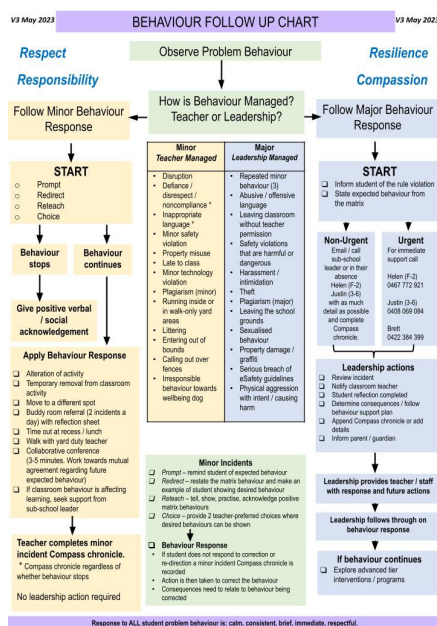 V3 May 2023
BEHAVIOUR FOLLOW UP CHART
V3 May 2023
Respect
Responsibility
Observe Problem Behaviour
Resilience
Compassion
How is Behaviour Managed?
Teacher or Leadership?
Follow Minor Behaviour
Response
START
o Prompt
o Redirect
o Reteach
o Choice
Behaviour
stops
Behaviour
continues
Give positive verbal /
social
acknowledgement
Apply Behaviour Response
❑ Alteration of activity
❑ Temporary removal from classroom
activity
❑ Move to a different spot
❑ Buddy room referral (2 incidents a
day) with reflection sheet
❑ Time out at recess / lunch
❑ Walk with yard duty teacher
❑ Collaborative conference
(3-5 minutes. Work towards mutual
agreement regarding future
expected behaviour)
❑ If classroom behaviour is affecting
learning, seek support from
sub-school leader
Teacher completes minor
incident Compass chronicle.
* Compass chronicle regardless of
whether behaviour stops
No leadership action required
Minor
Teacher Managed
• Disruption
• Defiance /
disrespect /
noncompliance *
• Inappropriate
language *
• Minor safety
violation
• Property misuse
• Late to class
• Minor technology
violation
• Plagiarism (minor)
• Running inside or
in walk-only yard
areas
• Littering
• Entering out of
bounds
• Calling out over
fences
• Irresponsible
behaviour towards
wellbeing dog
Major
Leadership Managed
• Repeated minor
behaviour (3)
• Abusive / offensive
language
• Leaving classroom
without teacher
permission
• Safety violations
that are harmful or
dangerous
• Harassment /
intimidation
• Theft
• Plagiarism (major)
• Leaving the school
grounds
• Sexualised
behaviour
• Property damage /
graffiti
• Serious breach of
eSafety guidelines
• Physical aggression
with intent / causing
harm
Minor Incidents
❑ Prompt – remind student of expected behaviour
❑ Redirect – restate the matrix behaviour and make an
example of student showing desired behaviour
❑ Reteach – tell, show, practise, acknowledge positive
matrix behaviours
❑ Choice – provide 2 teacher-preferred choices where
desired behaviours can be shown
❑ Behaviour Response
• If student does not respond to correction or
re-direction a minor incident Compass chronicle is
recorded
• Action is then taken to correct the behaviour
• Consequences need to relate to behaviour
being corrected
Follow Major Behaviour
Response
START
❑ Inform student of the rule violation
❑ State expected behaviour from
the matrix
Non-Urgent
Email / call
sub-school
leader or in their
absence
Helen (F-2)
Justin (3-6)
with as much
detail as possible
and complete
Compass
chronicle.
Urgent
For immediate
support call
Helen (F-2)
0467 772 921
Justin (3-6)
0408 069 084
Brett
0422 384 399
Leadership actions
❑ Review incident
❑ Notify classroom teacher
❑ Student reflection completed
❑ Determine consequences / follow
behaviour support plan
❑ Append Compass chronicle or add
details
❑ Inform parent / guardian
Leadership provides teacher / staff
with response and future actions
Leadership follows through on
behaviour response
If behaviour continues
❑ Explore advanced tier
interventions / programs
Response to ALL student problem behaviour is: calm, consistent, brief, immediate, respectful.